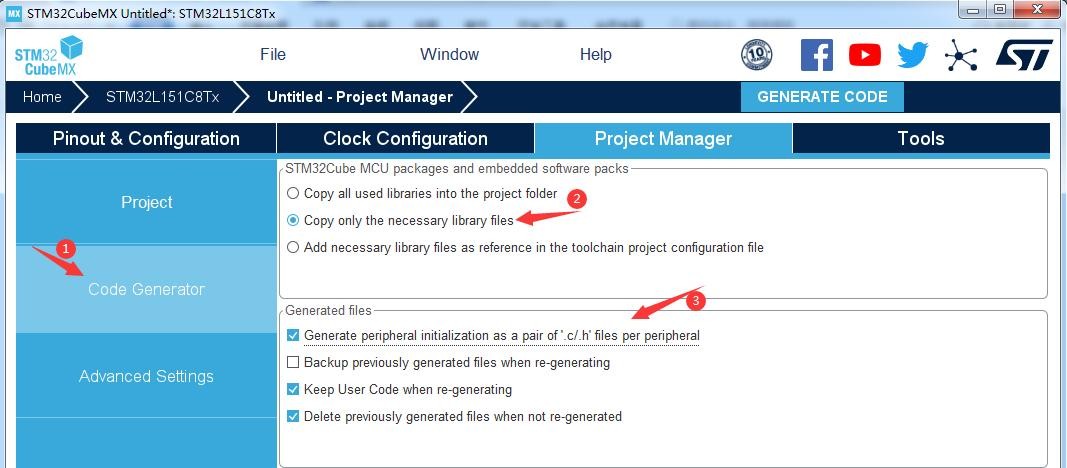 MX STM32CubeMX Untitled*: STM32L151C8Tx
STM32
CubeMX
File Window Help
10
ST
Home STM32L151C8Tx Untitled - Project Manager GENERATE CODE
Pinout & Configuration Clock Configuration Project Manager Tools
Project
1
Code Generator
Advanced Settings
STM32Cube MCU packages and embedded software packs
Copy all used libraries into the project folder
2
Copy only the necessary library files
Add necessary library files as reference in the toolchain project configuration file
3
Generated files
Generate peripheral initialization as a pair of '.c/.h' files per peripheral
Backup previously generated files when re-generating
Keep User Code when re-generating
Delete previously generated files when not re-generated